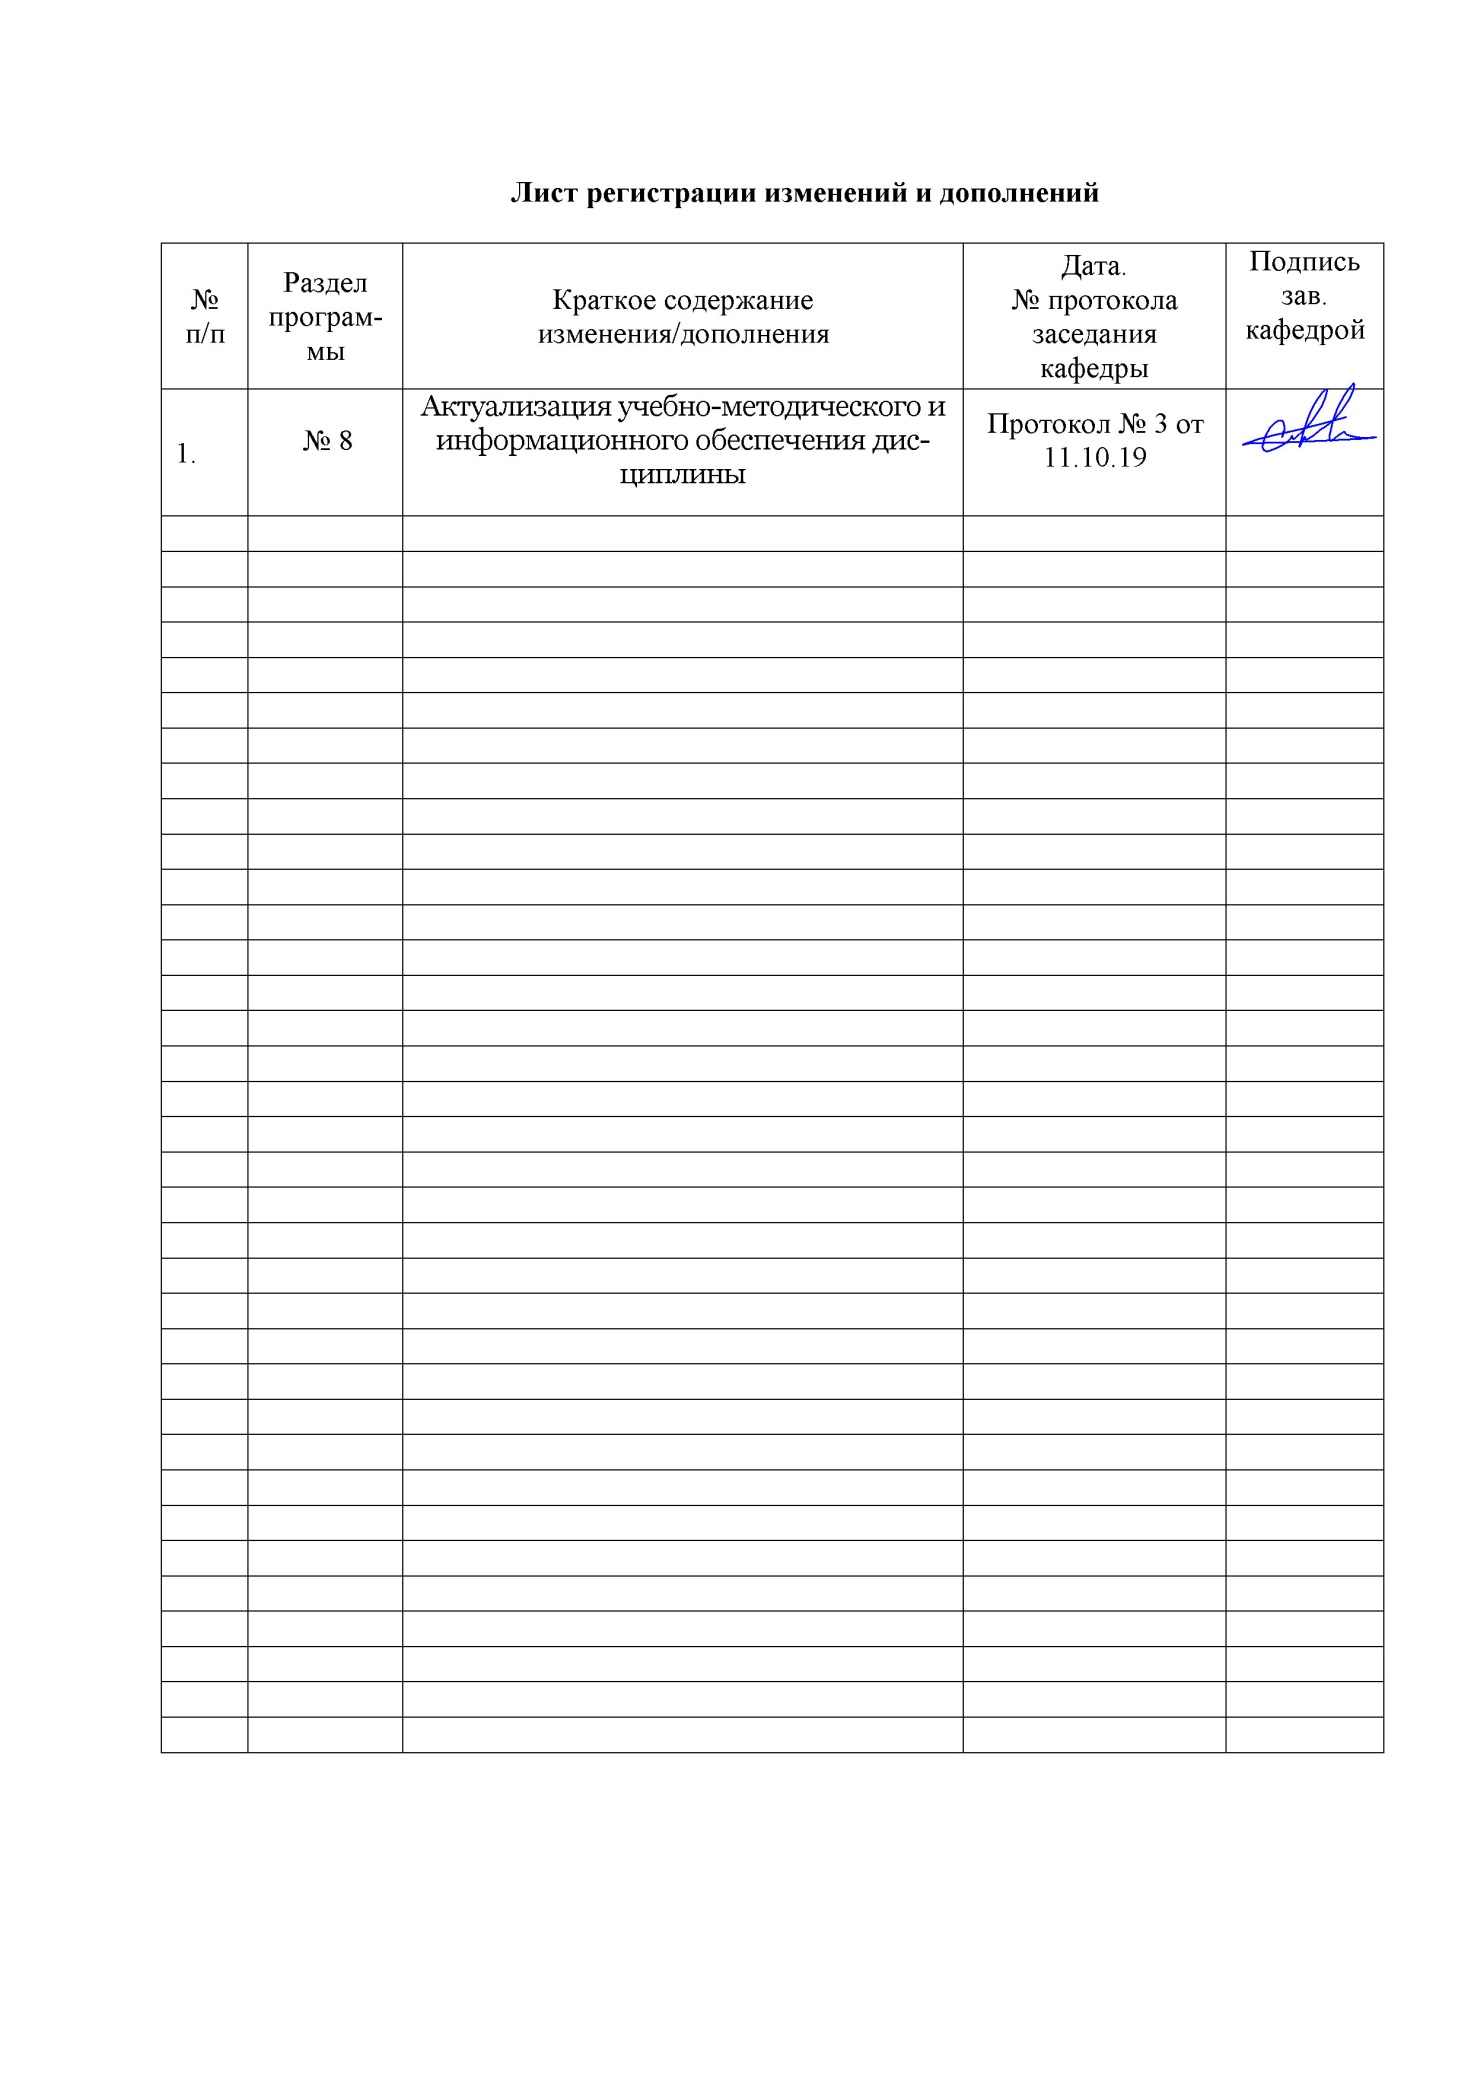 Лист регистрации изменений и дополнений
№
п/п
Раздел
програм-
мы
Краткое содержание
изменения/дополнения
Дата.
№ протокола
заседания
кафедры
Подпись
зав.
кафедрой
1.
№ 8
Актуализация учебно-методического и
информационного обеспечения дис-
циплины
Протокол № 3 от
11.10.19